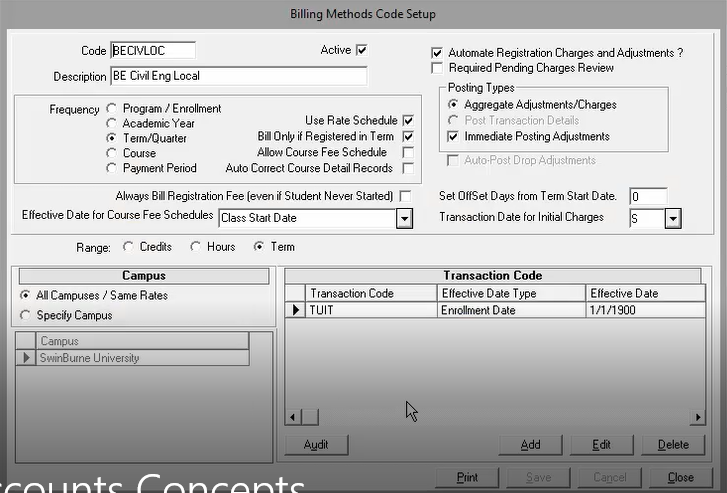 Billing Methods Code Setup
Code BECIVLOC Active
Description BE Civil Eng Local
Automate Registration Charges and Adjustments ?
Required Pending Charges Review
Frequency
Program / Enrollment
Academic Year
Term/Quarter
Course
Payment Period
Use Rate Schedule
Bill Only if Registered in Term
Allow Course Fee Schedule
Auto Correct Course Detail Records
Posting Types
Aggregate Adjustments/Charges
Post Transaction Details
Immediate Posting Adjustments
Auto-Post Drop Adjustments
Always Bill Registration Fee (even if Student Never Started)
Set OffSet Days from Term Start Date. 0
Effective Date for Course Fee Schedules Class Start Date
Transaction Date for Initial Charges S
Range: Credits Hours Term
Campus
All Campuses / Same Rates
Specify Campus
Campus
SwinBurne University
Transaction Code
Transaction Code Effective Date Type Effective Date
TUIT Enrollment Date 1/1/1900
Audit Add Edit Delete
Print Save Cancel Close
counts Concepts